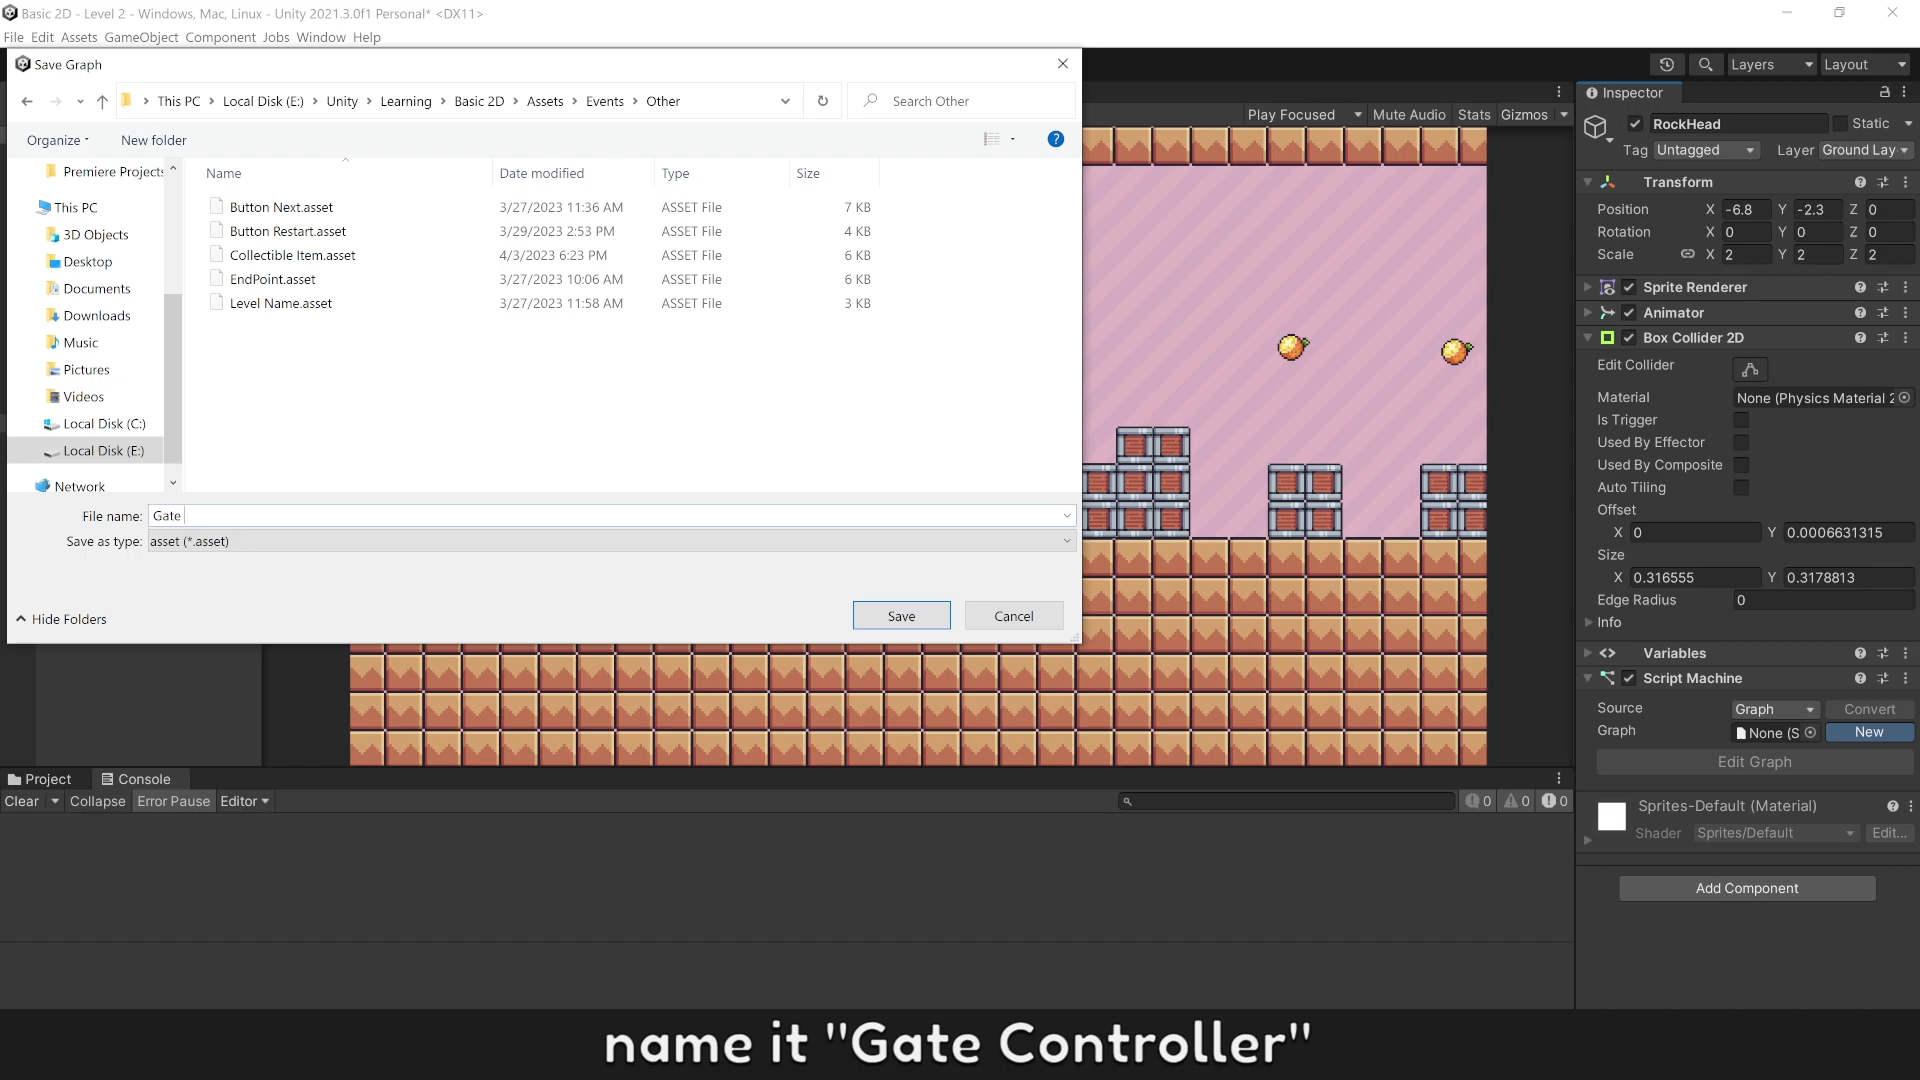 Basic 2D - Level 2 - Windows, Mac, Linux - Unity 2021.3.0f1 Personal* <DX11>
File Edit Assets GameObject Component Jobs Window Help
Save Graph
This PC › Local Disk (E:) › Unity › Learning › Basic 2D › Assets › Events › Other
Search Other
Organize
New folder
Premiere Projects
This PC
3D Objects
Desktop
Documents
Downloads
Music
Pictures
Videos
Local Disk (C:)
Local Disk (E:)
Network
Name Date modified Type Size
Button Next.asset 3/27/2023 11:36 AM ASSET File 7 KB
Button Restart.asset 3/29/2023 2:53 PM ASSET File 4 KB
Collectible Item.asset 4/3/2023 6:23 PM ASSET File 6 KB
EndPoint.asset 3/27/2023 10:06 AM ASSET File 6 KB
Level Name.asset 3/27/2023 11:58 AM ASSET File 3 KB
File name: Gate
Save as type: asset (*.asset)
Hide Folders
Save
Cancel
Layers
Layout
Play Focused Mute Audio Stats Gizmos
Inspector
RockHead Static
Tag Untagged Layer Ground Lay
Transform
Position X -6.8 Y -2.3 Z 0
Rotation X 0 Y 0 Z 0
Scale X 2 Y 2 Z 2
Sprite Renderer
Animator
Box Collider 2D
Edit Collider
Material None (Physics Material 2
Is Trigger
Used By Effector
Used By Composite
Auto Tiling
Offset
X 0 Y 0.0006631315
Size
X 0.316555 Y 0.3178813
Edge Radius 0
Info
Variables
Script Machine
Source Graph Convert
Graph None (S New
Edit Graph
Sprites-Default (Material)
Shader Sprites/Default Edit...
Add Component
Project
Console
Clear Collapse Error Pause Editor
0 0 0
name it "Gate Controller"